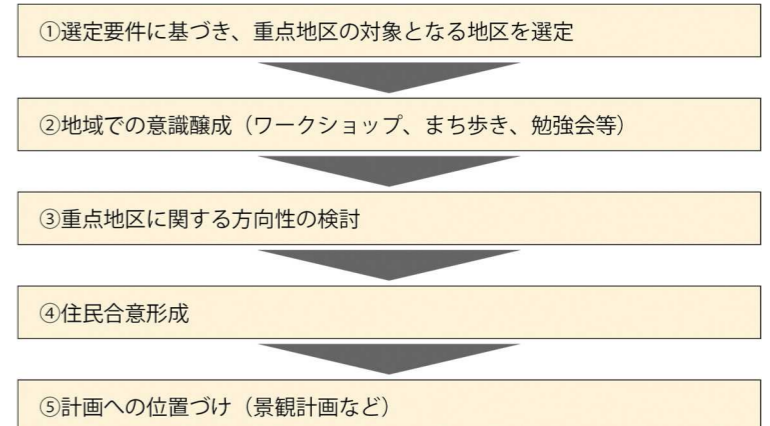 ①選定要件に基づき、重点地区の対象となる地区を選定
②地域での意識醸成（ワークショップ、まち歩き、勉強会等）
③重点地区に関する方向性の検討
④住民合意形成
⑤計画への位置づけ（景観計画など）